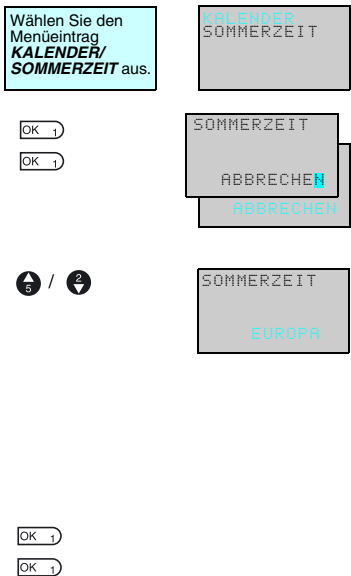 Wählen Sie den
Menüeintrag
KALENDER/
SOMMERZEIT aus.
KALENDER
SOMMERZEIT
OK 1
OK 1
SOMMERZEIT
ABBRECHEN
ABBRECHEN
5 / 2
SOMMERZEIT
EUROPA
OK 1
OK 1